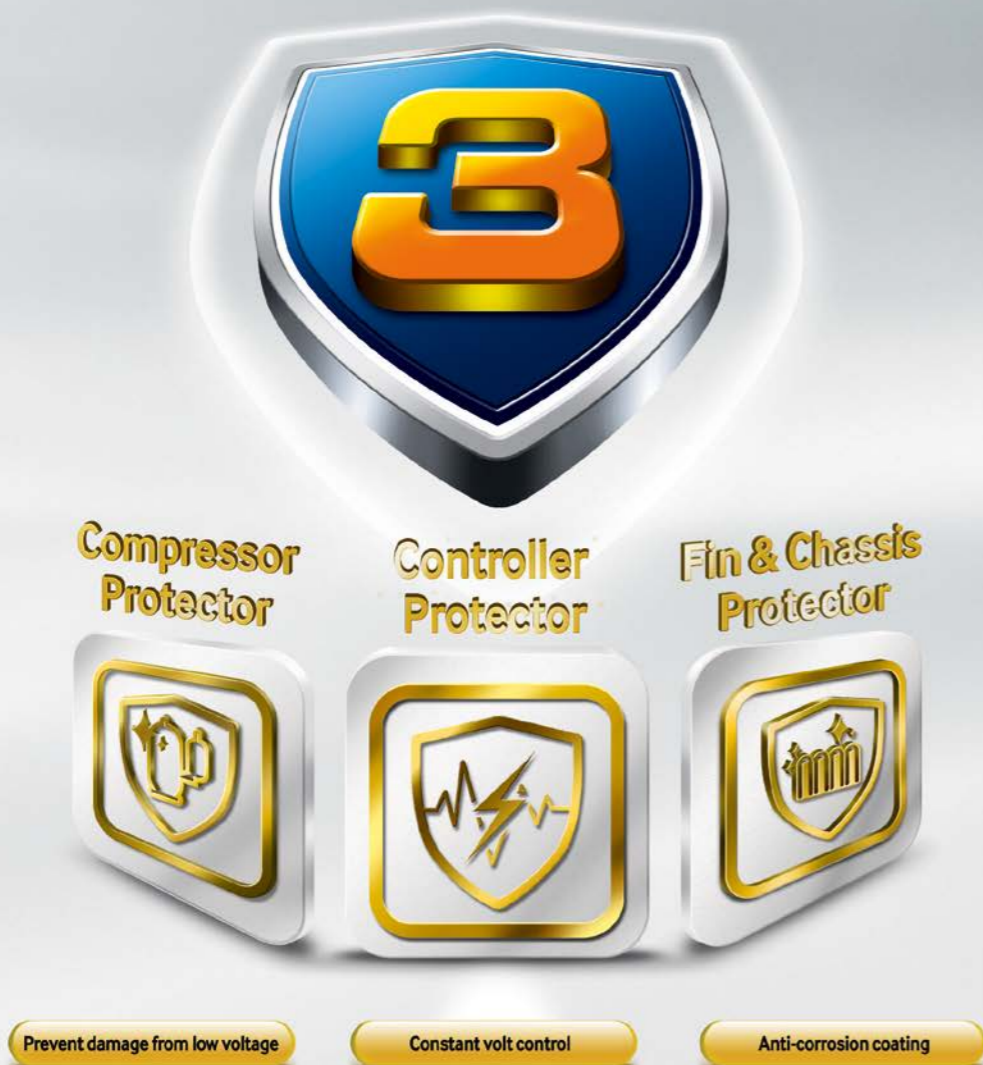 3
Compressor
Protector
Controller
Protector
Fin & Chassis
Protector
Prevent damage from low voltage
Constant volt control
Anti-corrosion coating